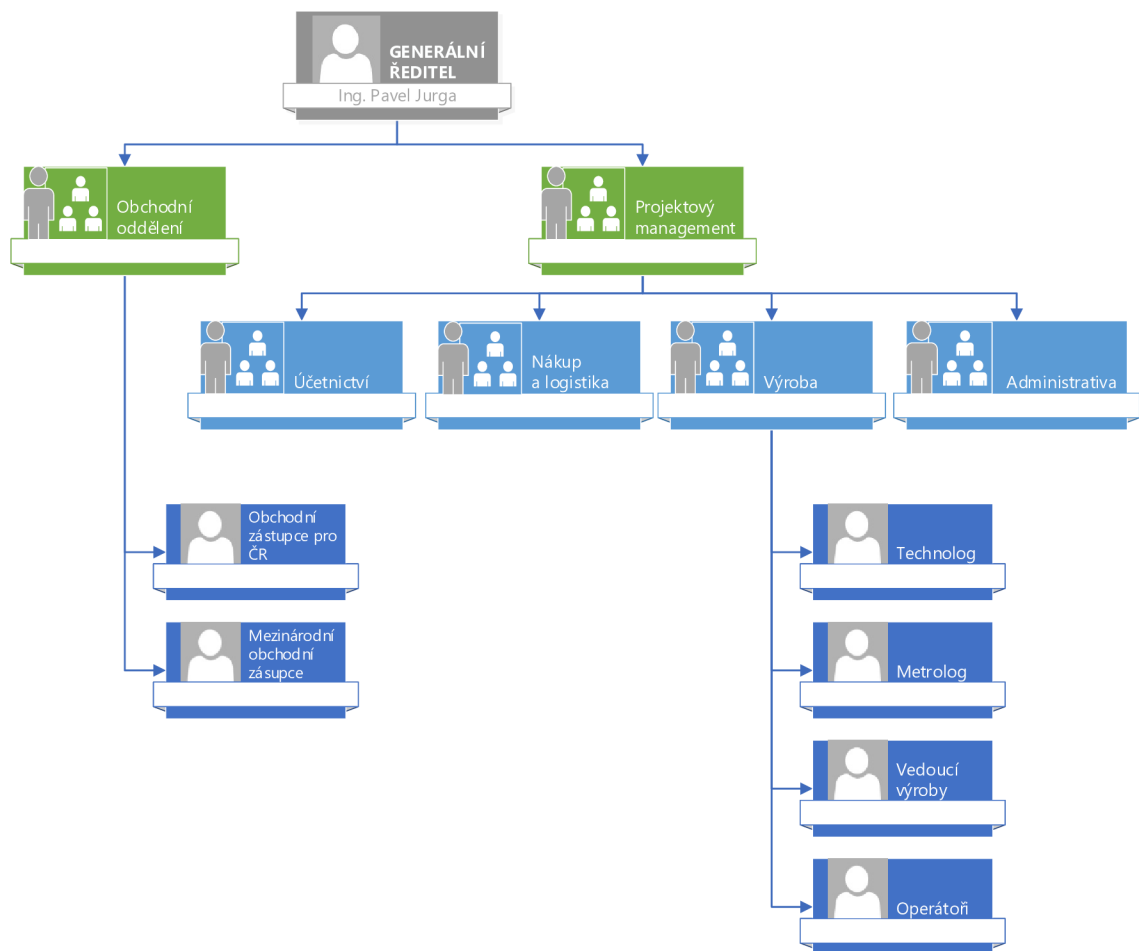 GENERÁLNÍ
ŘEDITEL
Ing. Pavel Jurga
Obchodní
oddělení
Projektový
management
Účetnictví
Nákup
a logistika
Výroba
Administrativa
Obchodní
zástupce pro
ČR
Mezinárodní
obchodní
zásupce
Technolog
Metrolog
Vedoucí
výroby
Operátoři